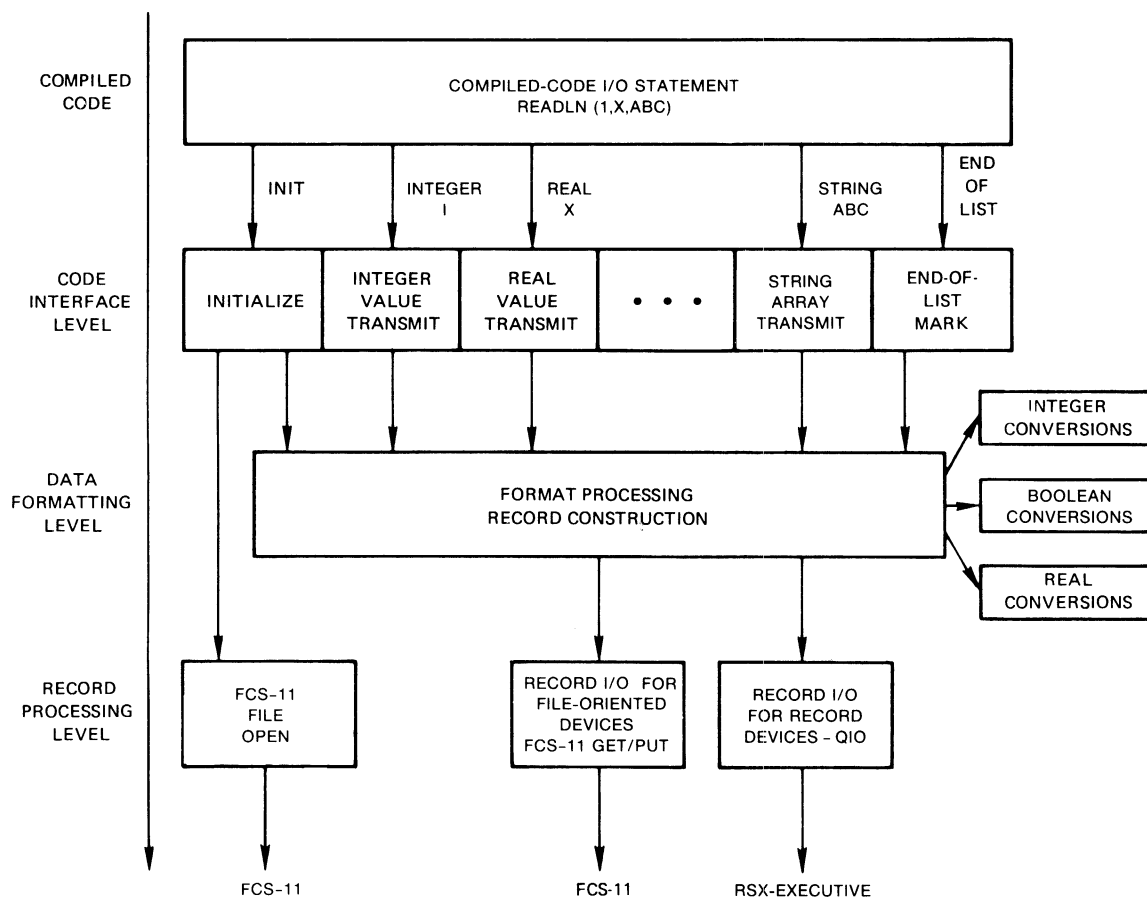 COMPILED
CODE
COMPILED-CODE I/O STATEMENT
READLN (1,X,ABC)
INIT
INTEGER
I
REAL
X
STRING
ABC
END
OF
LIST
CODE
INTERFACE
LEVEL
INITIALIZE
INTEGER
VALUE
TRANSMIT
REAL
VALUE
TRANSMIT
• • •
STRING
ARRAY
TRANSMIT
END-OF-
LIST
MARK
DATA
FORMATTING
LEVEL
FORMAT PROCESSING
RECORD CONSTRUCTION
INTEGER
CONVERSIONS
BOOLEAN
CONVERSIONS
REAL
CONVERSIONS
RECORD
PROCESSING
LEVEL
FCS-11
FILE
OPEN
RECORD I/O FOR
FILE-ORIENTED
DEVICES
FCS-11 GET/PUT
RECORD I/O
FOR RECORD
DEVICES - QIO
FCS-11
FCS-11
RSX-EXECUTIVE